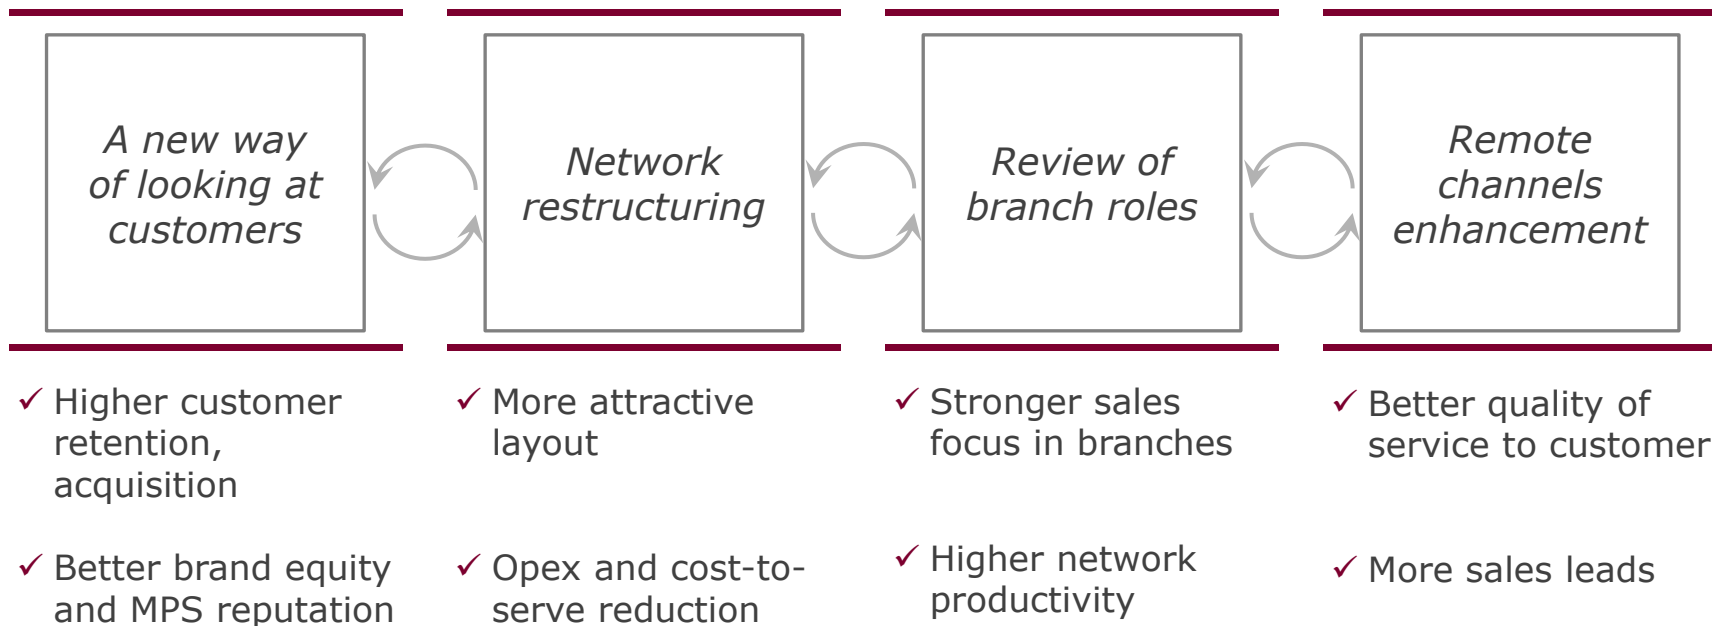 A new way
of looking at
customers
Network
restructuring
Review of
branch roles
Remote
channels
enhancement
✓ Higher customer
retention,
acquisition
✓ Better brand equity
and MPS reputation
✓ More attractive
layout
✓ Opex and cost-to-
serve reduction
✓ Stronger sales
focus in branches
✓ Higher network
productivity
✓ Better quality of
service to customer
✓ More sales leads